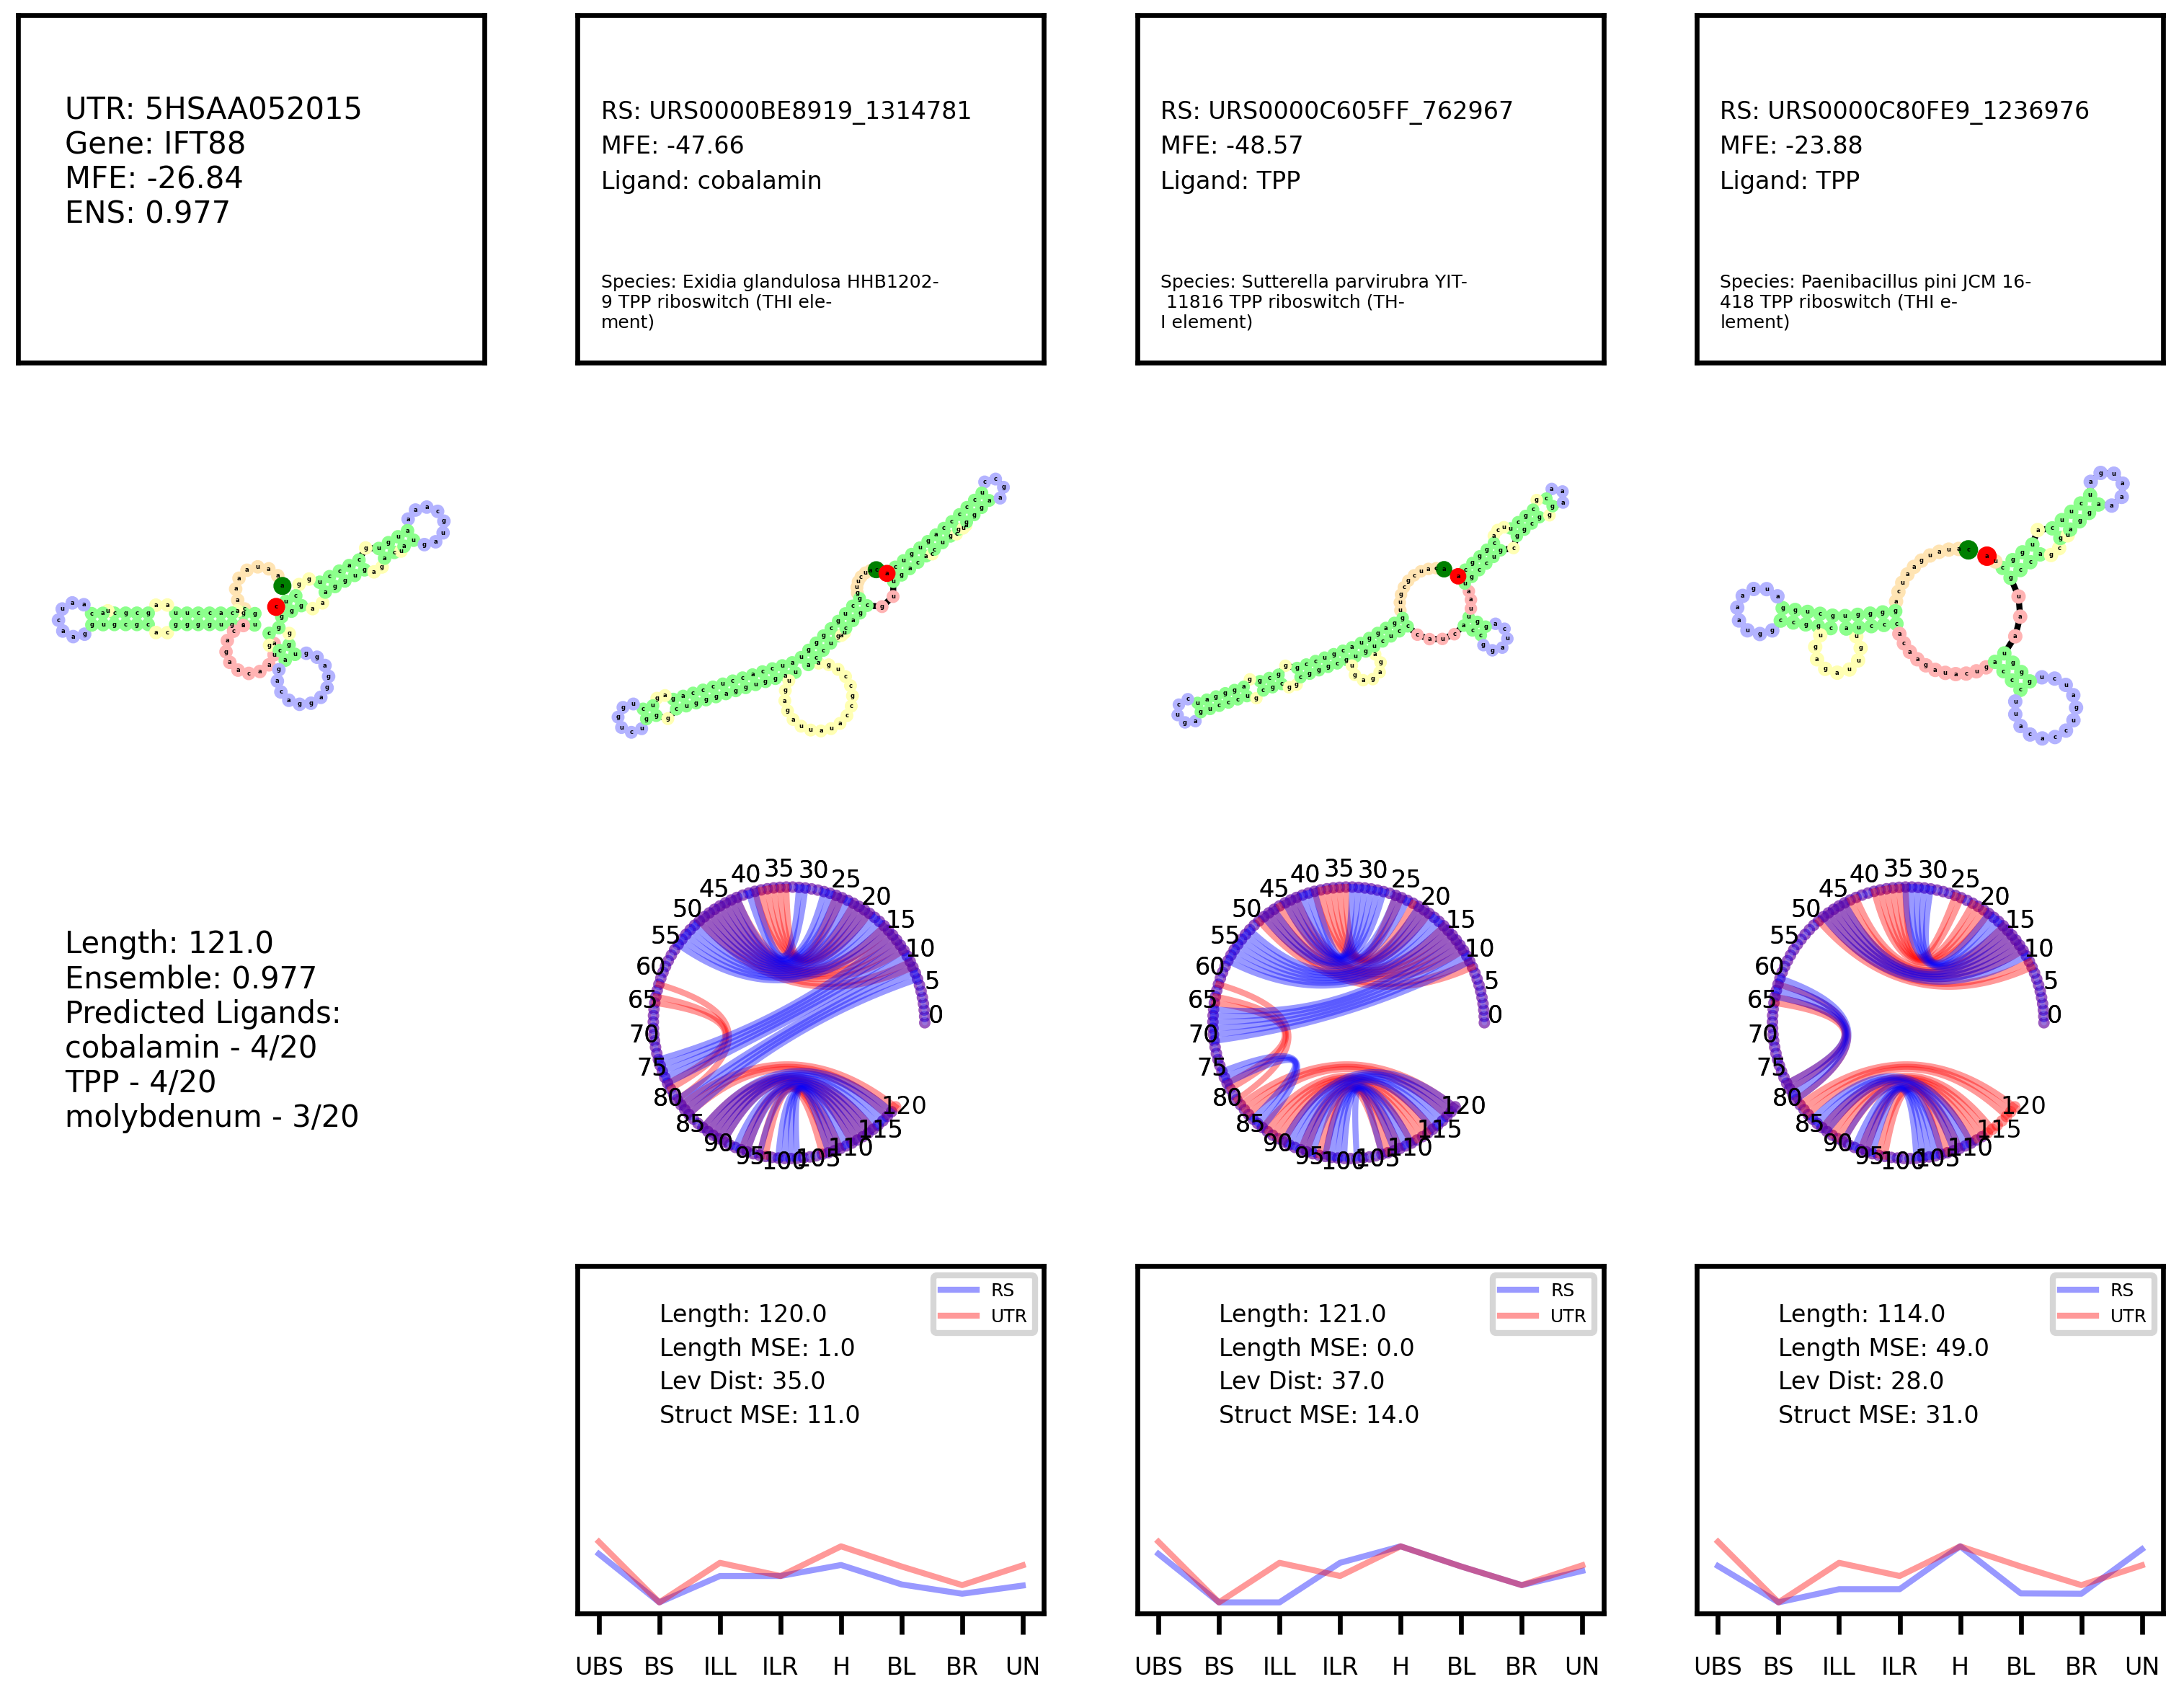 UTR: 5HSAA052015
Gene: IFT88
MFE: -26.84
ENS: 0.977
RS: URS0000BE8919_1314781
MFE: -47.66
Ligand: cobalamin
Species: Exidia glandulosa HHB1202-
9 TPP riboswitch (THI ele-
ment)
RS: URS0000C605FF_762967
MFE: -48.57
Ligand: TPP
Species: Sutterella parvirubra YIT-
11816 TPP riboswitch (TH-
I element)
RS: URS0000C80FE9_1236976
MFE: -23.88
Ligand: TPP
Species: Paenibacillus pini JCM 16-
418 TPP riboswitch (THI e-
lement)
Length: 121.0
Ensemble: 0.977
Predicted Ligands:
cobalamin - 4/20
TPP - 4/20
molybdenum - 3/20
0 5 10 15 20 25 30 35 40 45 50 55 60 65 70 75 80 85 90 95 100 105 110 115 120
0 5 10 15 20 25 30 35 40 45 50 55 60 65 70 75 80 85 90 95 100 105 110 115 120
0 5 10 15 20 25 30 35 40 45 50 55 60 65 70 75 80 85 90 95 100 105 110 115 120
RS
UTR
Length: 120.0
Length MSE: 1.0
Lev Dist: 35.0
Struct MSE: 11.0
UBS BS ILL ILR H BL BR UN
RS
UTR
Length: 121.0
Length MSE: 0.0
Lev Dist: 37.0
Struct MSE: 14.0
UBS BS ILL ILR H BL BR UN
RS
UTR
Length: 114.0
Length MSE: 49.0
Lev Dist: 28.0
Struct MSE: 31.0
UBS BS ILL ILR H BL BR UN